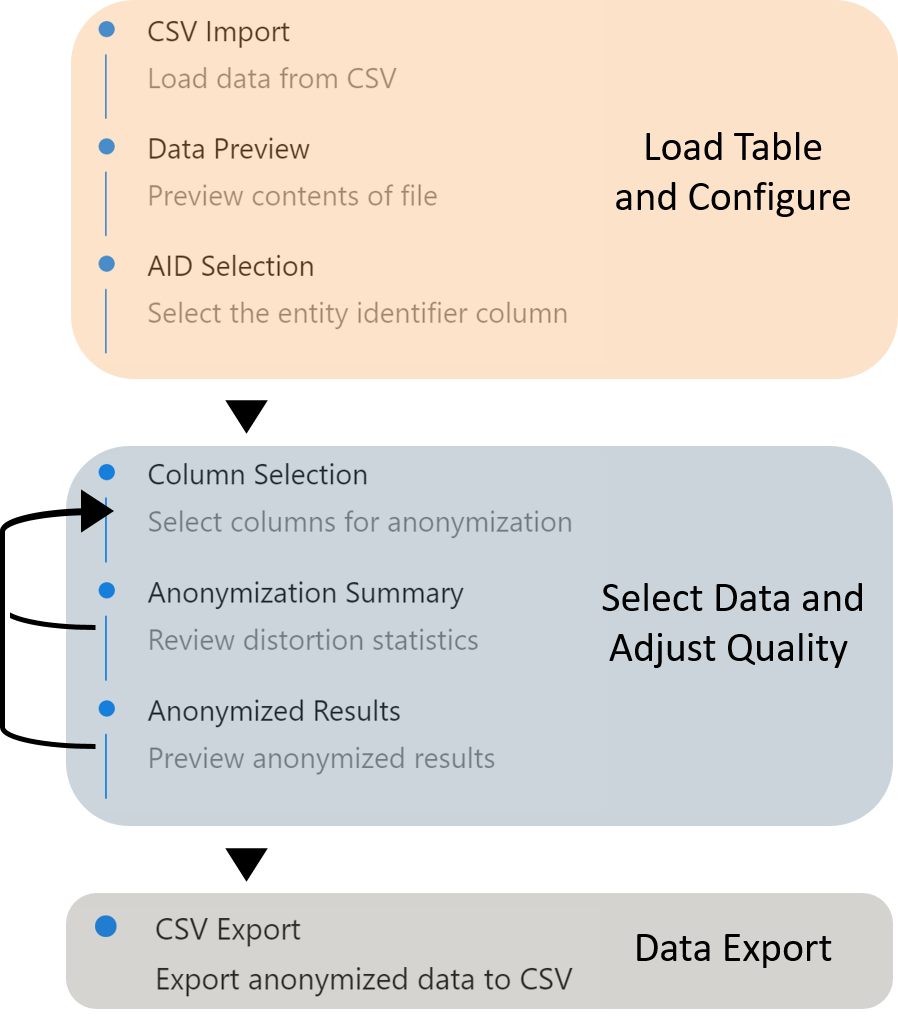 CSV Import
Load data from CSV
Data Preview
Preview contents of file
AID Selection
Select the entity identifier column
Load Table
and Configure
Column Selection
Select columns for anonymization
Anonymization Summary
Review distortion statistics
Anonymized Results
Preview anonymized results
Select Data and
Adjust Quality
CSV Export
Export anonymized data to CSV
Data Export